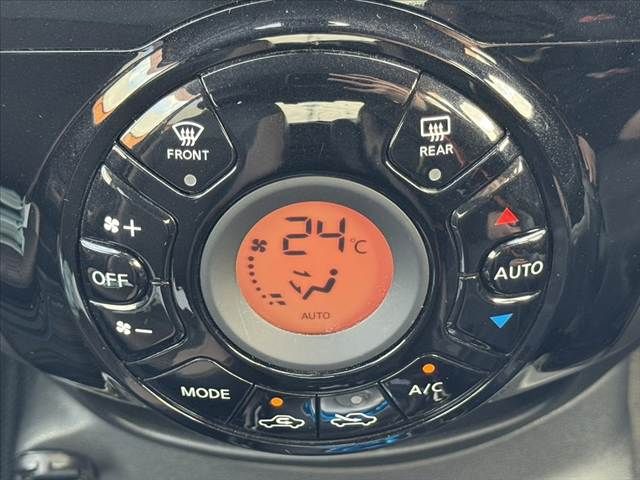 FRONT
REAR
+
24°C
OFF
AUTO
AUTO
−
MODE
A/C